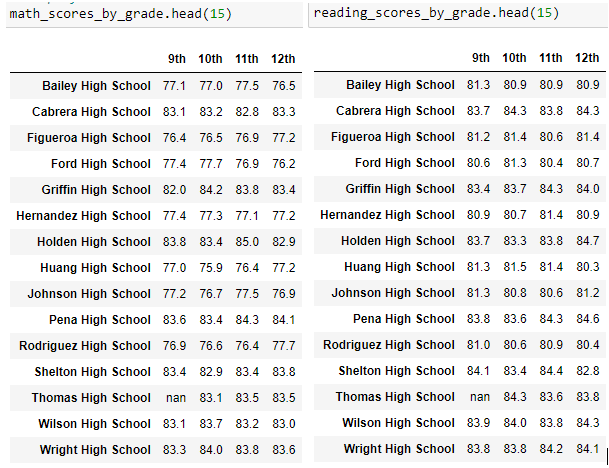 math_scores_by_grade.head(15)
9th 10th 11th 12th
Bailey High School 77.1 77.0 77.5 76.5
Cabrera High School 83.1 83.2 82.8 83.3
Figueroa High School 76.4 76.5 76.9 77.2
Ford High School 77.4 77.7 76.9 76.2
Griffin High School 82.0 84.2 83.8 83.4
Hernandez High School 77.4 77.3 77.1 77.2
Holden High School 83.8 83.4 85.0 82.9
Huang High School 77.0 75.9 76.4 77.2
Johnson High School 77.2 76.7 77.5 76.9
Pena High School 83.6 83.4 84.3 84.1
Rodriguez High School 76.9 76.6 76.4 77.7
Shelton High School 83.4 82.9 83.4 83.8
Thomas High School nan 83.1 83.5 83.5
Wilson High School 83.1 83.7 83.2 83.0
Wright High School 83.3 84.0 83.8 83.6
reading_scores_by_grade.head(15)
9th 10th 11th 12th
Bailey High School 81.3 80.9 80.9 80.9
Cabrera High School 83.7 84.3 83.8 84.3
Figueroa High School 81.2 81.4 80.6 81.4
Ford High School 80.6 81.3 80.4 80.7
Griffin High School 83.4 83.7 84.3 84.0
Hernandez High School 80.9 80.7 81.4 80.9
Holden High School 83.7 83.3 83.8 84.7
Huang High School 81.3 81.5 81.4 80.3
Johnson High School 81.3 80.8 80.6 81.2
Pena High School 83.8 83.6 84.3 84.6
Rodriguez High School 81.0 80.6 80.9 80.4
Shelton High School 84.1 83.4 84.4 82.8
Thomas High School nan 84.3 83.6 83.8
Wilson High School 83.9 84.0 83.8 84.3
Wright High School 83.8 83.8 84.2 84.1